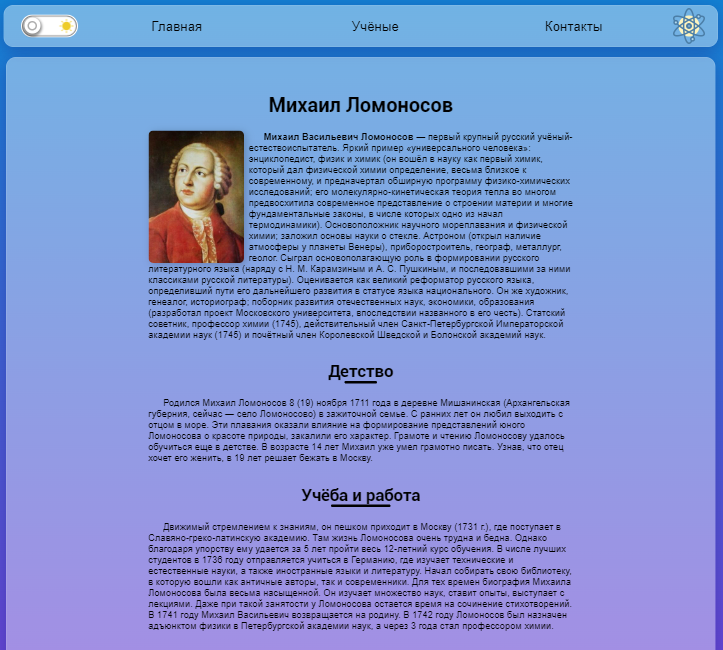 Главная Учёные Контакты
Михаил Ломоносов
Михаил Васильевич Ломоносов — первый крупный русский учёный-
естествоиспытатель. Яркий пример «универсального человека»:
энциклопедист, физик и химик (он вошёл в науку как первый химик,
который дал физической химии определение, весьма близкое к
современному, и предначертал обширную программу физико-химических
исследований; его молекулярно-кинетическая теория тепла во многом
предвосхитила современное представление о строении материи и многие
фундаментальные законы, в числе которых одно из начал
термодинамики). Основоположник научного мореплавания и физической
химии; заложил основы науки о стекле. Астроном (открыл наличие
атмосферы у планеты Венеры), приборостроитель, географ, металлург,
геолог. Сыграл основополагающую роль в формировании русского
литературного языка (наряду с Н. М. Карамзиным и А. С. Пушкиным, и последовавшими за ними
классиками русской литературы). Оценивается как великий реформатор русского языка,
определивший пути его дальнейшего развития в статусе языка национального. Он же художник,
генеалог, историограф; поборник развития отечественных наук, экономики, образования
(разработал проект Московского университета, впоследствии названного в его честь). Статский
советник, профессор химии (1745), действительный член Санкт-Петербургской Императорской
академии наук (1745) и почётный член Королевской Шведской и Болонской академий наук.
Детство
Родился Михаил Ломоносов 8 (19) ноября 1711 года в деревне Мишанинская (Архангельская
губерния, сейчас — село Ломоносово) в зажиточной семье. С ранних лет он любил выходить с
отцом в море. Эти плавания оказали влияние на формирование представлений юного
Ломоносова о красоте природы, закалили его характер. Грамоте и чтению Ломоносову удалось
обучиться еще в детстве. В возрасте 14 лет Михаил уже умел грамотно писать. Узнав, что отец
хочет его женить, в 19 лет решает бежать в Москву.
Учёба и работа
Движимый стремлением к знаниям, он пешком приходит в Москву (1731 г.), где поступает в
Славяно-греко-латинскую академию. Там жизнь Ломоносова очень трудна и бедна. Однако
благодаря упорству ему удается за 5 лет пройти весь 12-летний курс обучения. В числе лучших
студентов в 1736 году отправляется учиться в Германию, где изучает технические и
естественные науки, а также иностранные языки и литературу. Начал собирать свою библиотеку,
в которую вошли как античные авторы, так и современники. Для тех времен биография Михаила
Ломоносова была весьма насыщенной. Он изучает множество наук, ставит опыты, выступает с
лекциями. Даже при такой занятости у Ломоносова остается время на сочинение стихотворений.
В 1741 году Михаил Васильевич возвращается на родину. В 1742 году Ломоносов был назначен
адъюнктом физики в Петербургской академии наук, а через 3 года стал профессором химии.